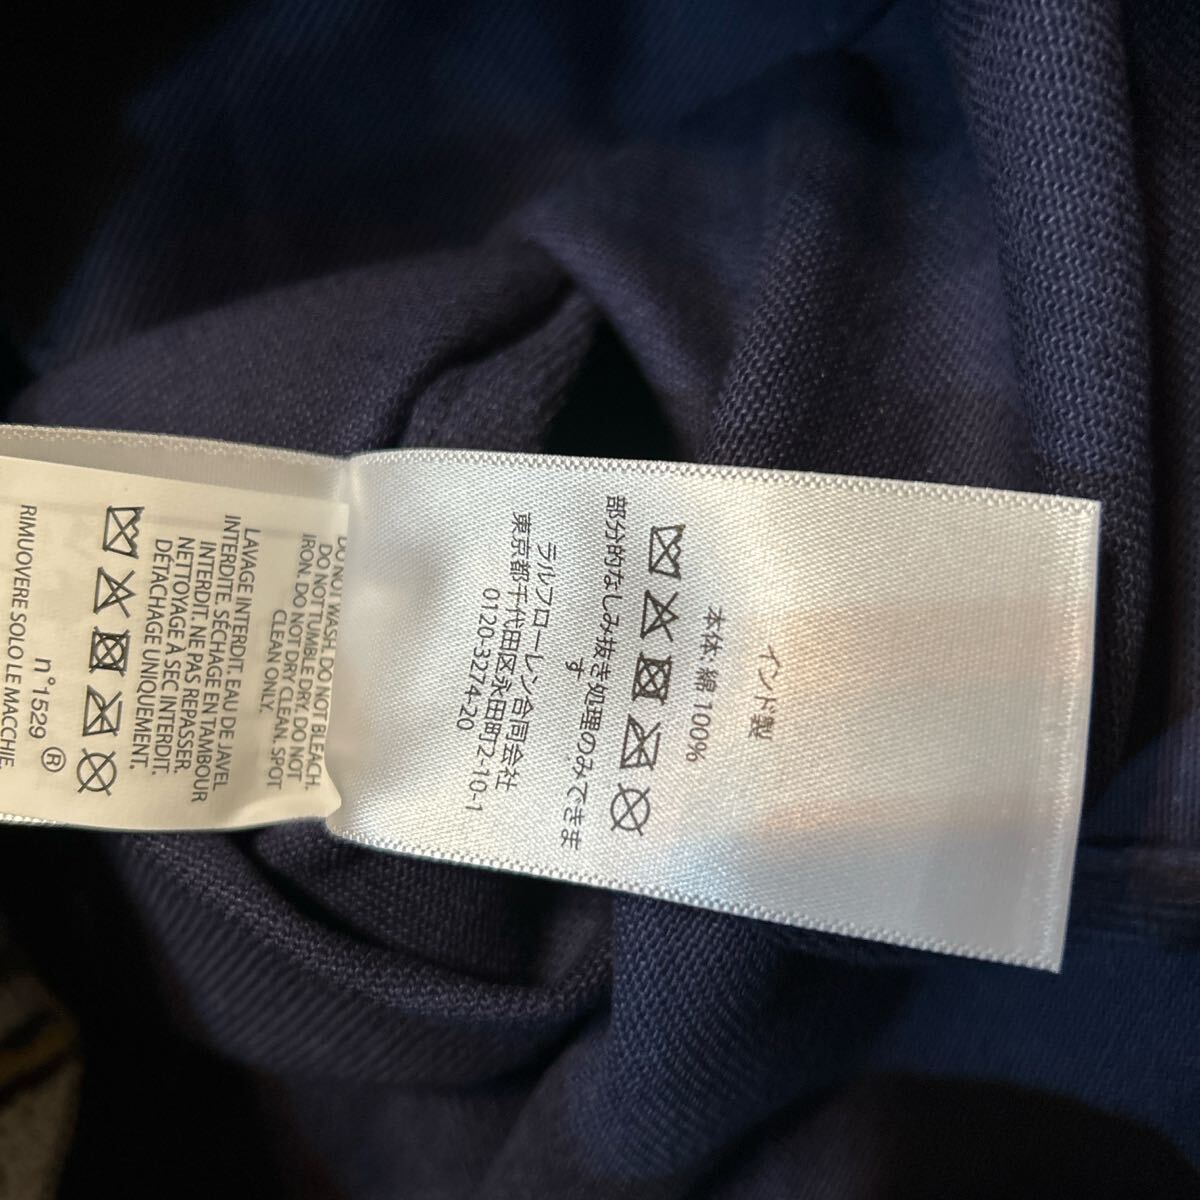 インド製
本体: 綿 100%
部分的なしみ抜き処理のみできま
す
ラルフローレン合同会社
東京都千代田区永田町2-10-1
0120-3274-20
DO NOT WASH. DO NOT BLEACH.
DO NOT TUMBLE DRY. DO NOT
IRON. DO NOT DRY CLEAN. SPOT
CLEAN ONLY.
LAVAGE INTERDIT. EAU DE JAVEL
INTERDITE. SÉCHAGE EN TAMBOUR
INTERDIT. NE PAS REPASSER.
NETTOYAGE À SEC INTERDIT.
DÉTACHAGE UNIQUEMENT.
n°1529 ®
RIMUOVERE SOLO LE MACCHIE.